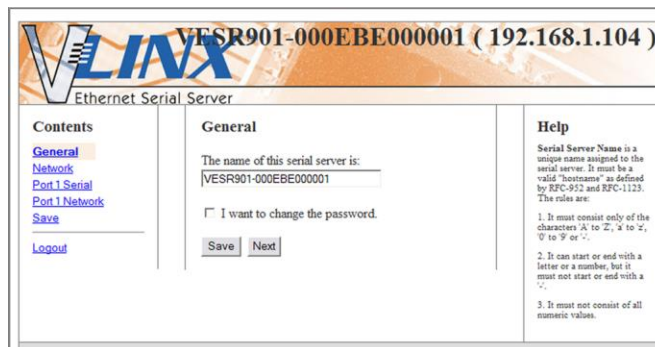 VESR901-000EBE000001 ( 192.168.1.104 )
VLINX
Ethernet Serial Server
Contents
General
Network
Port 1 Serial
Port 1 Network
Save
Logout
General
The name of this serial server is:
VESR901-000EBE000001
I want to change the password.
Save Next
Help
Serial Server Name is a
unique name assigned to the
serial server. It must be a
valid "hostname" as defined
by RFC-952 and RFC-1123.
The rules are:
1. It must consist only of the
characters 'A' to 'Z', 'a' to 'z',
'0' to '9' or '-'.
2. It can start or end with a
letter or a number, but it
must not start or end with a
'-'.
3. It must not consist of all
numeric values.